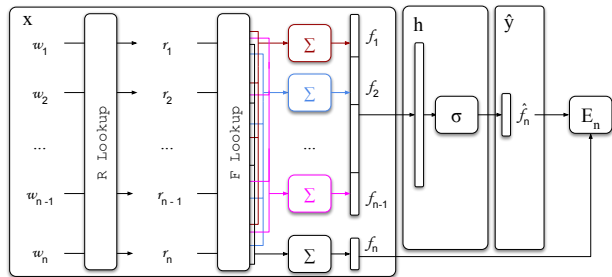 x h ŷ
w₁ r₁ Σ f₁
w₂ r₂ Σ f₂
... ... ...
R Lookup
F Lookup
σ f̂ₙ Eₙ
wₙ₋₁ rₙ₋₁ Σ fₙ₋₁
wₙ rₙ Σ fₙ